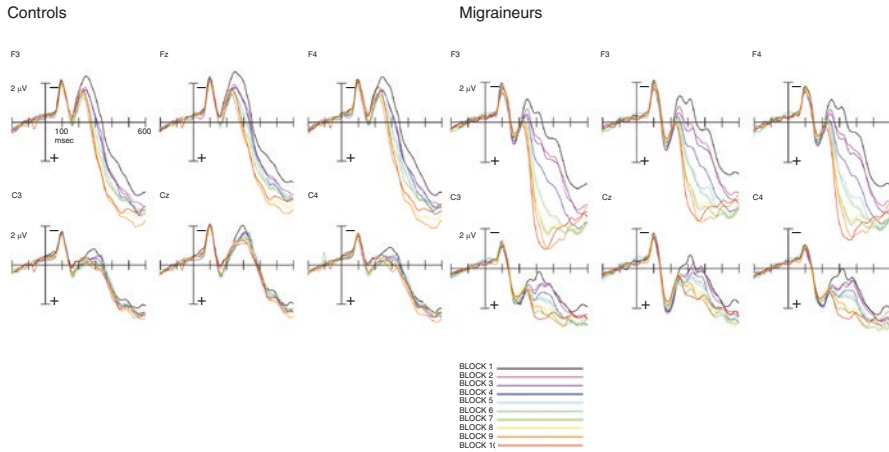 Controls
Migraineurs
F3
Fz
F4
F3
F3
F4
2 µV
−
+
100
msec
600
−
+
−
+
2 µV
−
+
−
+
−
+
C3
Cz
C4
C3
Cz
C4
2 µV
−
+
−
+
−
+
2 µV
−
+
−
+
−
+
BLOCK 1
BLOCK 2
BLOCK 3
BLOCK 4
BLOCK 5
BLOCK 6
BLOCK 7
BLOCK 8
BLOCK 9
BLOCK 1(